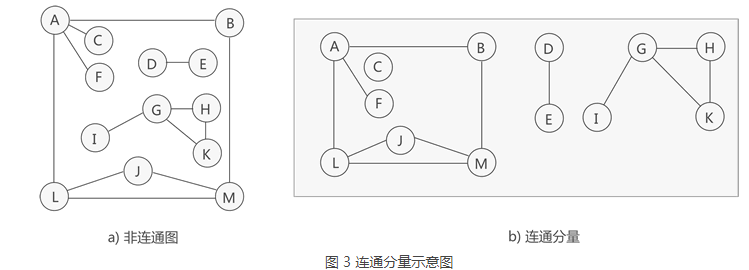 A B C F D E G H I K J L M
a) 非连通图
A B C F J L M D E G H I K
b) 连通分量
图 3 连通分量示意图